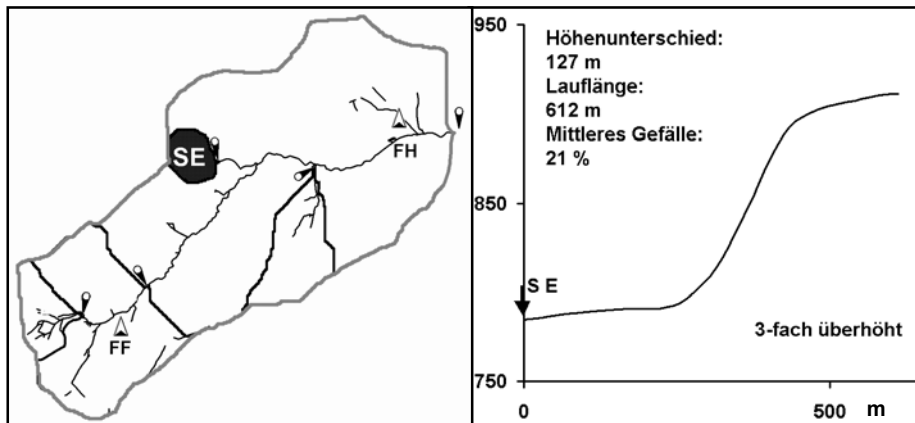 SE
FH
FF
950
850
750
Höhenunterschied:
127 m
Lauflänge:
612 m
Mittleres Gefälle:
21 %
S E
3-fach überhöht
0
500
m